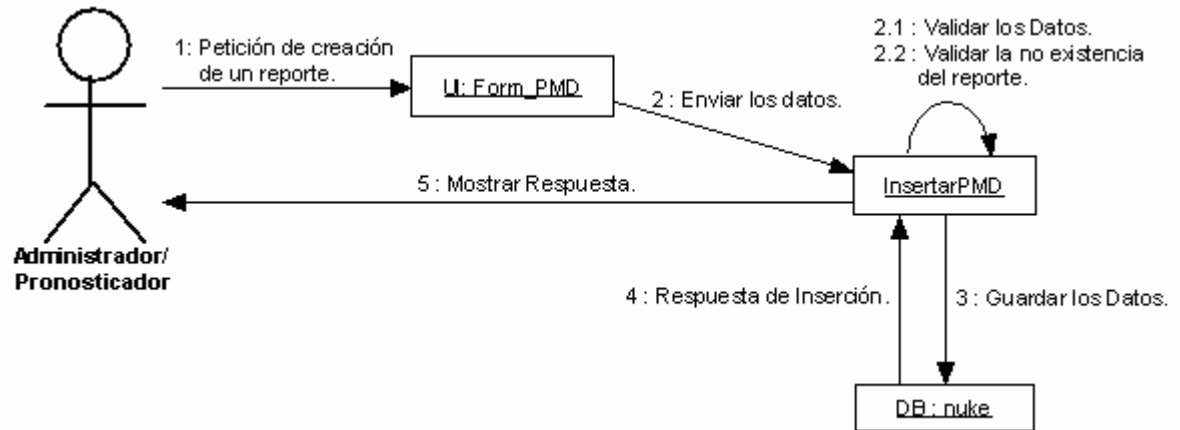 1: Petición de creación
de un reporte.
UI: Form_PMD
2 : Enviar los datos.
2.1 : Validar los Datos.
2.2 : Validar la no existencia
del reporte.
InsertarPMD
5 : Mostrar Respuesta.
Administrador/
Pronosticador
4 : Respuesta de Inserción.
3 : Guardar los Datos.
DB : nuke